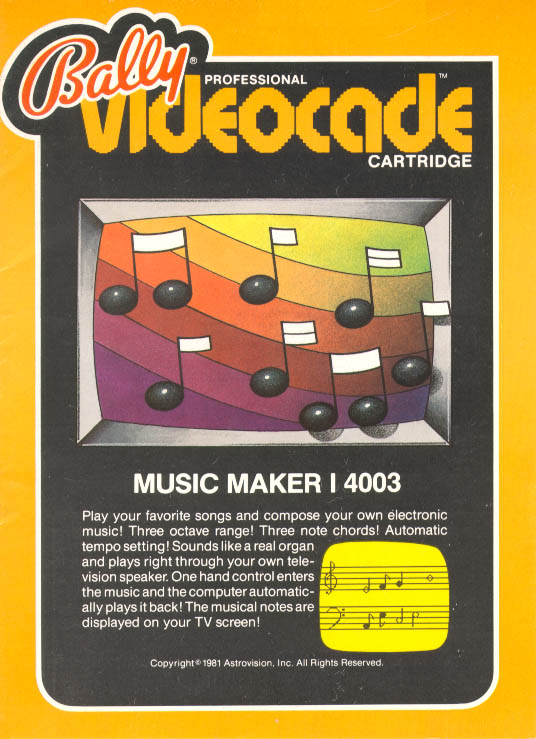 Bally®
PROFESSIONAL
VIDEOCADE™
CARTRIDGE
MUSIC MAKER I 4003
Play your favorite songs and compose your own electronic
music! Three octave range! Three note chords! Automatic
tempo setting! Sounds like a real organ
and plays right through your own tele-
vision speaker. One hand control enters
the music and the computer automatic-
ally plays it back! The musical notes are
displayed on your TV screen!
Copyright © 1981 Astrovision, Inc. All Rights Reserved.